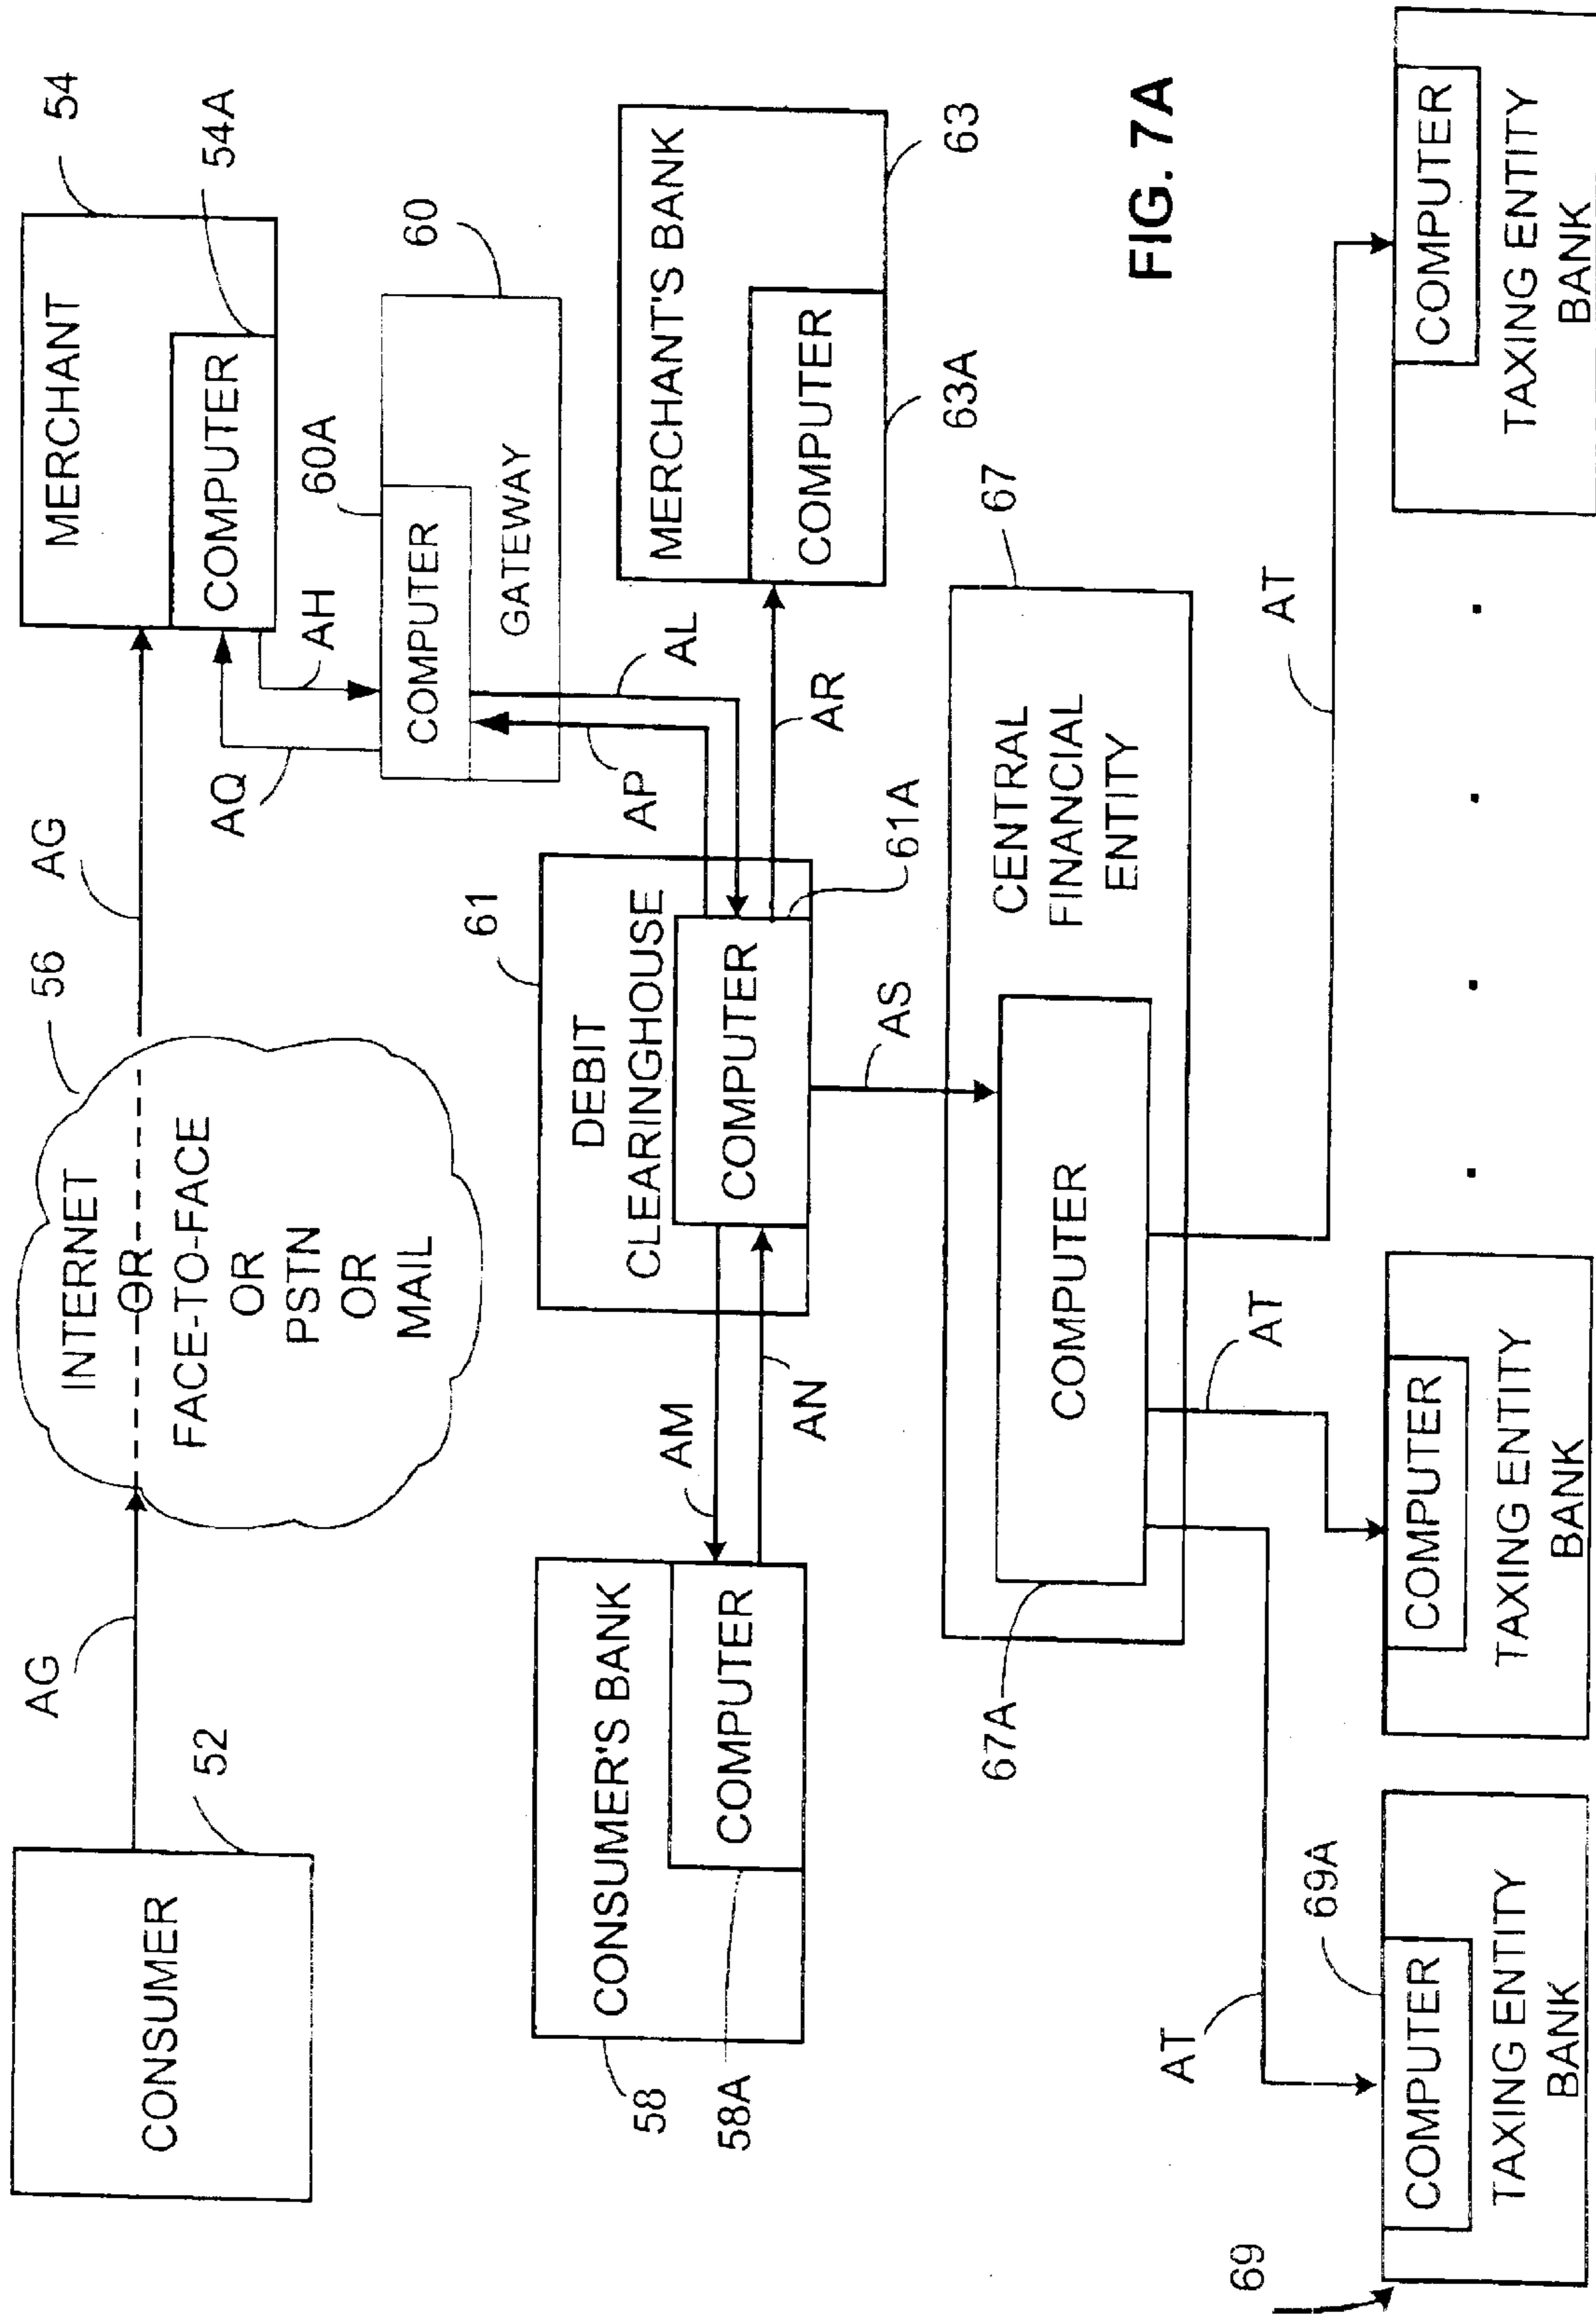 CONSUMER
52
AG
56
INTERNET
OR
FACE-TO-FACE
OR
PSTN
OR
MAIL
AG
MERCHANT
COMPUTER
54
54A
AQ
AH
60A
60
COMPUTER
GATEWAY
AP
AL
CONSUMER'S BANK
COMPUTER
58
58A
AM
AN
61
DEBIT
CLEARINGHOUSE
COMPUTER
61A
AR
MERCHANT'S BANK
COMPUTER
63A
63
AS
67
CENTRAL
FINANCIAL
ENTITY
COMPUTER
67A
AT
AT
AT
FIG. 7A
69
69A
COMPUTER
TAXING ENTITY
BANK
COMPUTER
TAXING ENTITY
BANK
. . . .
COMPUTER
TAXING ENTITY
BANK